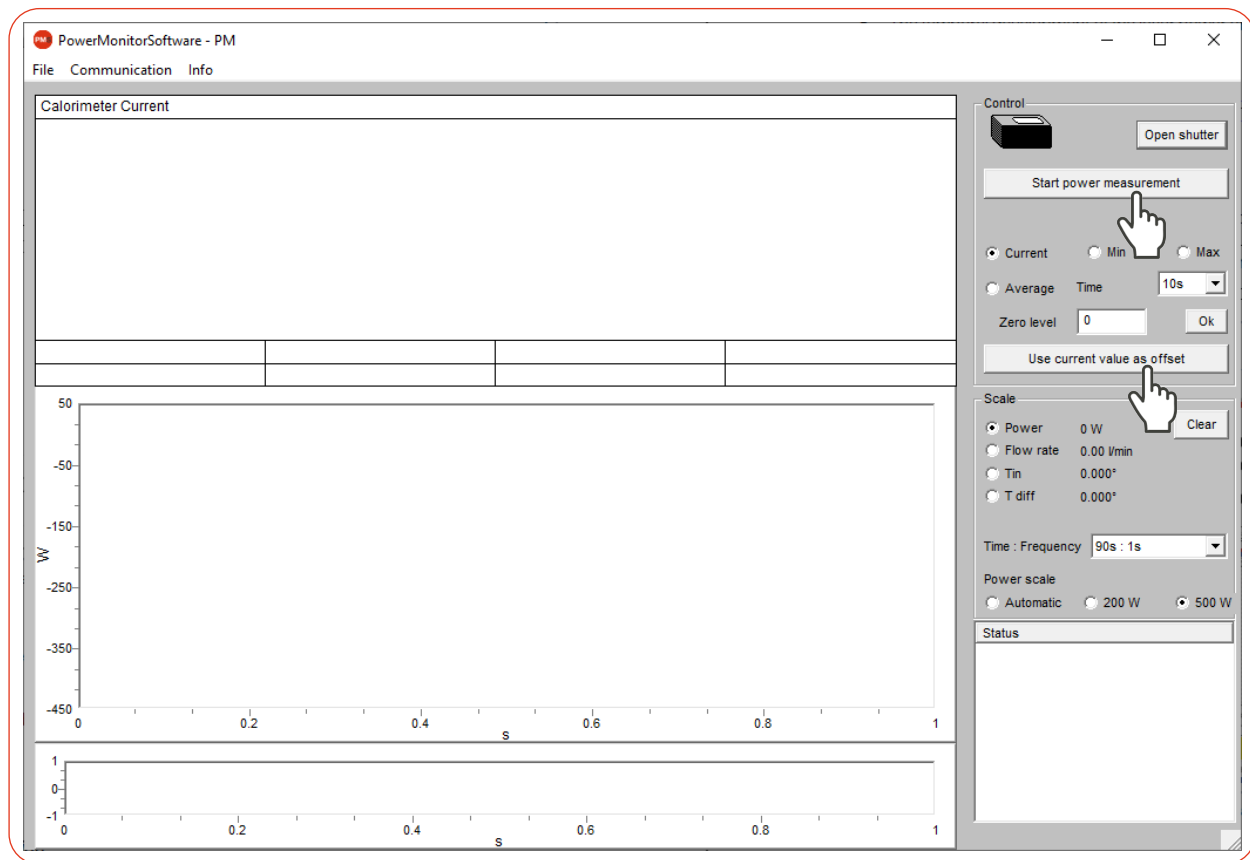 PM PowerMonitorSoftware - PM
File Communication Info
Calorimeter Current
50
-50
-150
-250
-350
-450
W
0 0.2 0.4 0.6 0.8 1
s
1
0
-1
0 0.2 0.4 0.6 0.8 1
s
Control
Open shutter
Start power measurement
Current Min Max
Average Time 10s
Zero level 0 Ok
Use current value as offset
Scale
Power 0 W Clear
Flow rate 0.00 l/min
Tin 0.000°
T diff 0.000°
Time : Frequency 90s : 1s
Power scale
Automatic 200 W 500 W
Status